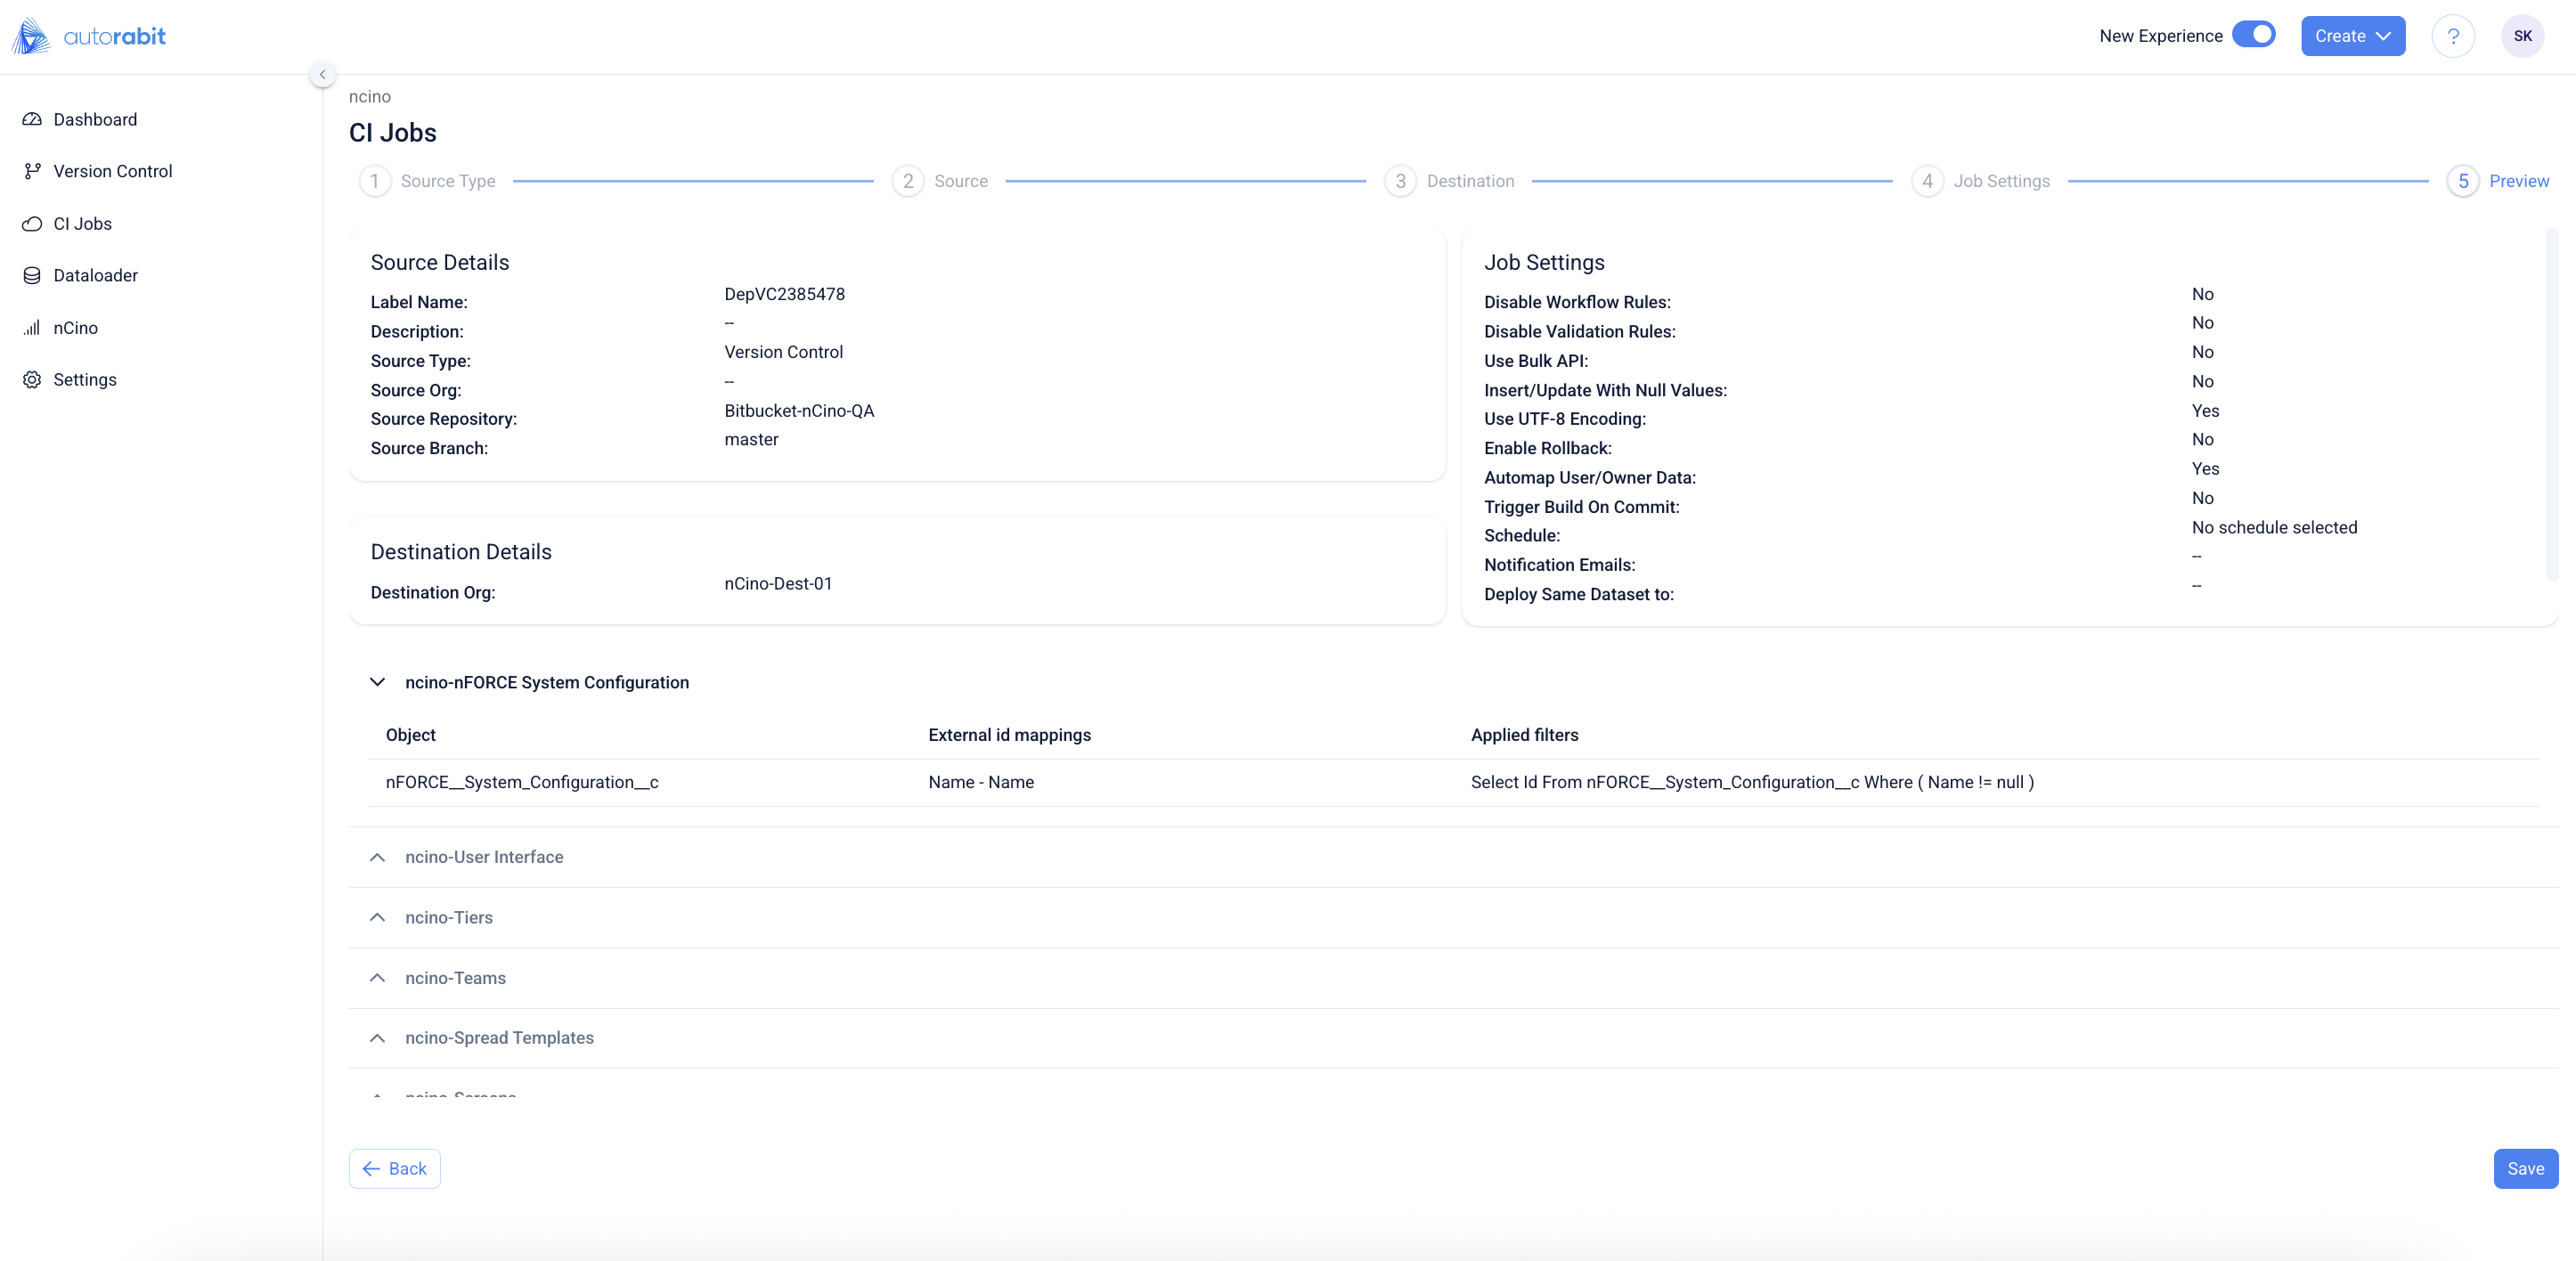 autorabit
New Experience
Create
?
SK
Dashboard
Version Control
CI Jobs
Dataloader
nCino
Settings
ncino
CI Jobs
1 Source Type
2 Source
3 Destination
4 Job Settings
5 Preview
Source Details
Label Name: DepVC2385478
Description: --
Source Type: Version Control
Source Org: --
Source Repository: Bitbucket-nCino-QA
Source Branch: master
Destination Details
Destination Org: nCino-Dest-01
Job Settings
Disable Workflow Rules: No
Disable Validation Rules: No
Use Bulk API: No
Insert/Update With Null Values: No
Use UTF-8 Encoding: Yes
Enable Rollback: No
Automap User/Owner Data: Yes
Trigger Build On Commit: No
Schedule: No schedule selected
Notification Emails: --
Deploy Same Dataset to: --
ncino-nFORCE System Configuration
Object External id mappings Applied filters
nFORCE__System_Configuration__c Name - Name Select Id From nFORCE__System_Configuration__c Where ( Name != null )
ncino-User Interface
ncino-Tiers
ncino-Teams
ncino-Spread Templates
ncino-Screens
Back
Save